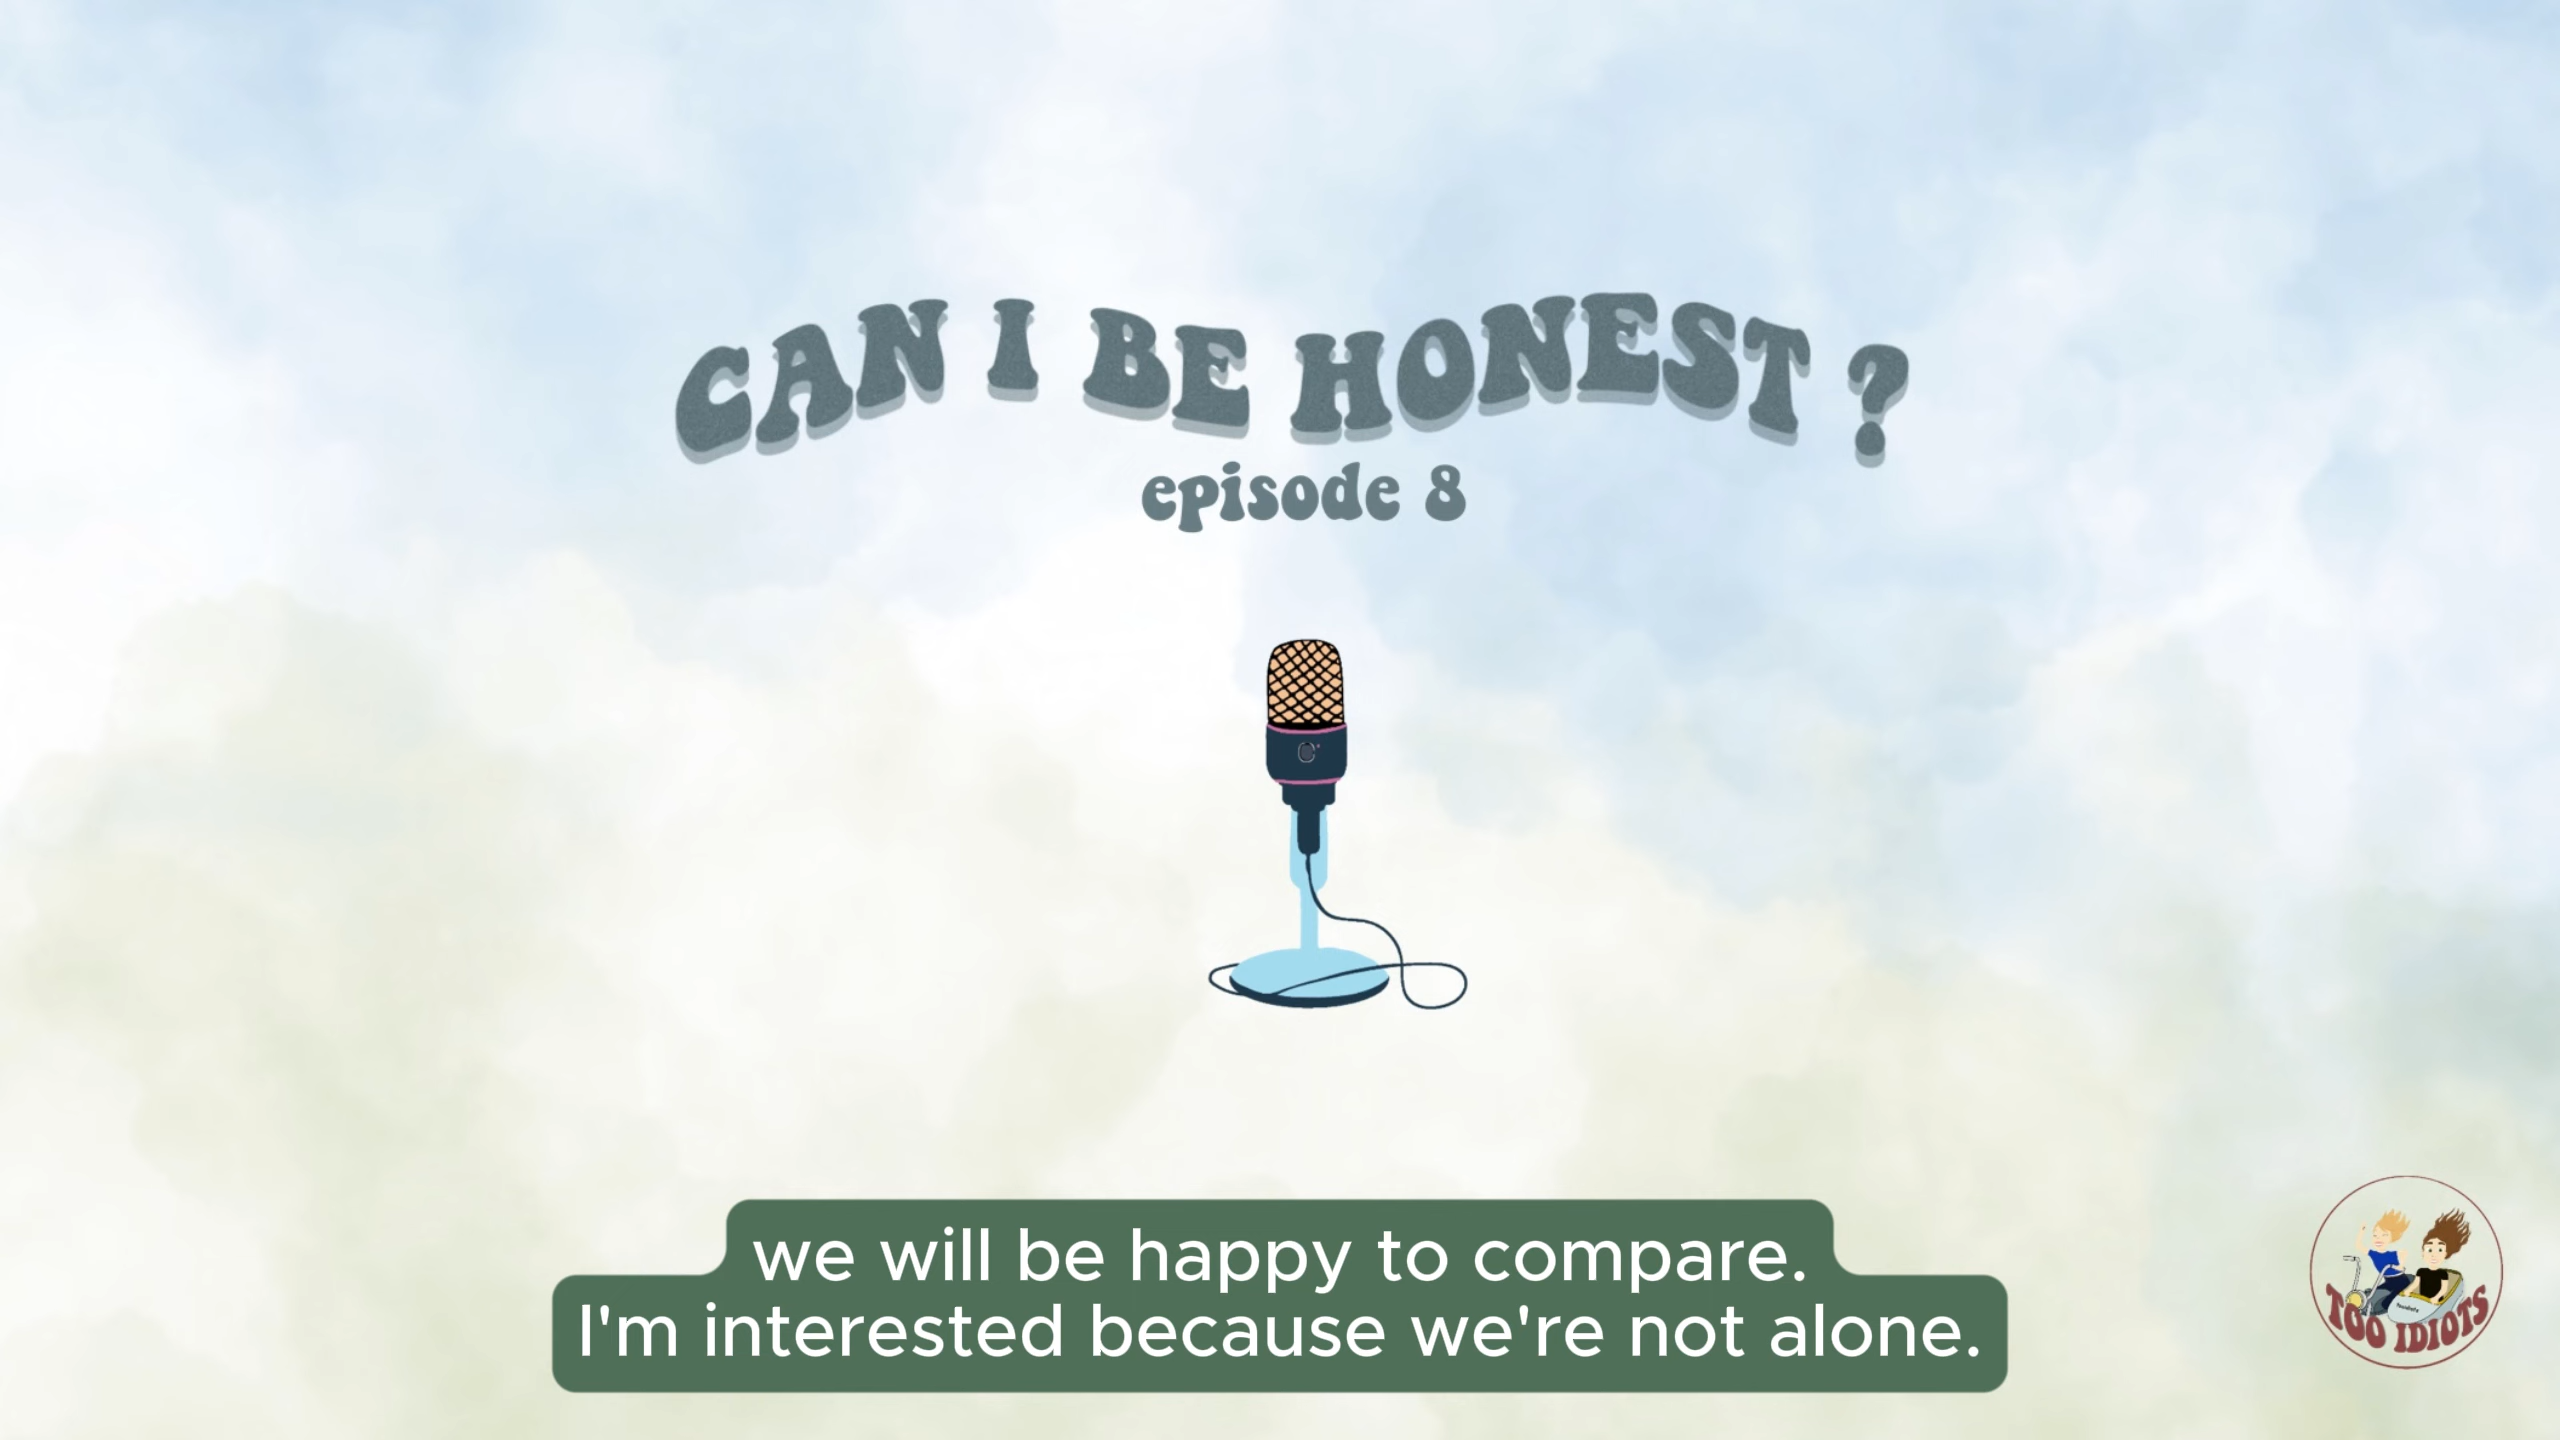 CAN I BE HONEST ?
episode 8
we will be happy to compare.
I'm interested because we're not alone.
TOO IDIOTS